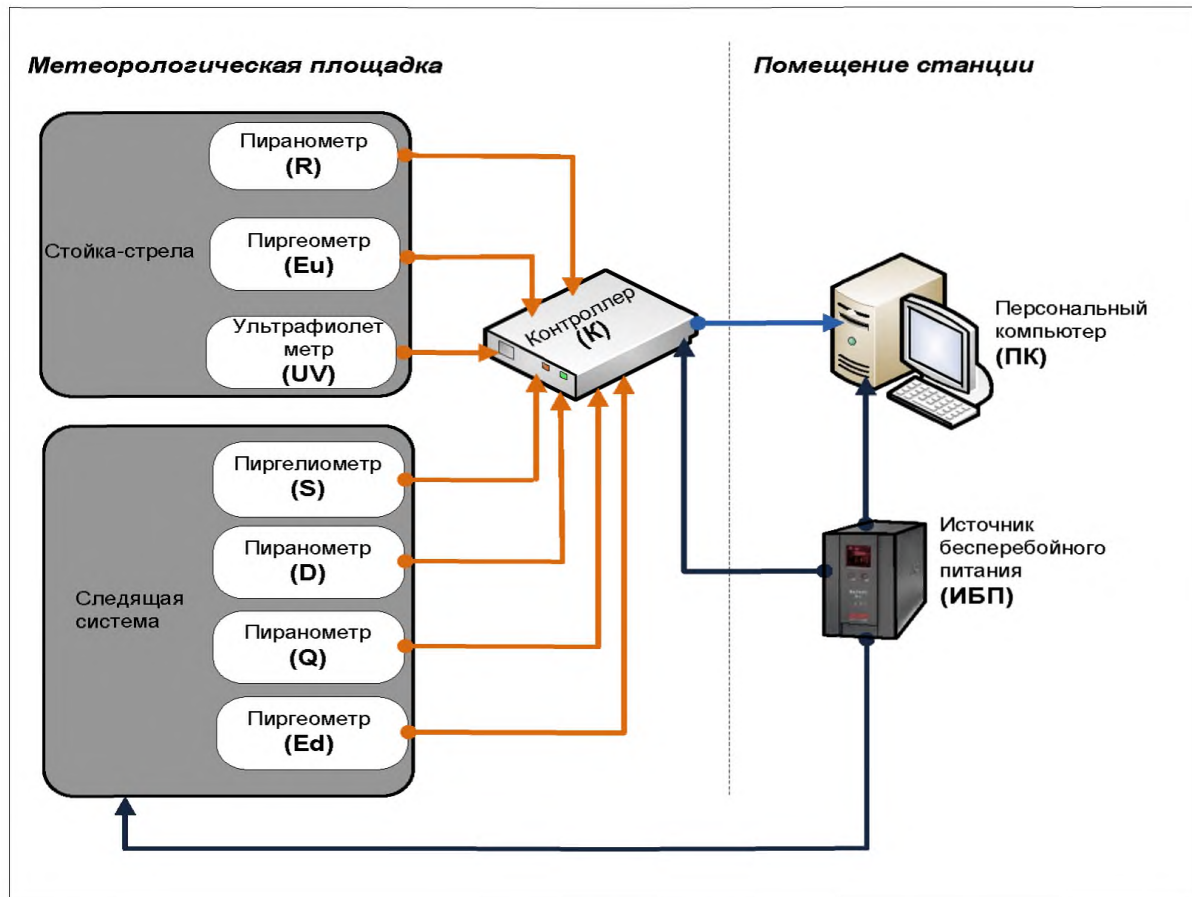 Метеорологическая площадка
Помещение станции
Стойка-стрела
Пиранометр
(R)
Пиргеометр
(Eu)
Ультрафиолет
метр
(UV)
Контроллер
(К)
Персональный
компьютер
(ПК)
Следящая
система
Пиргелиометр
(S)
Пиранометр
(D)
Пиранометр
(Q)
Пиргеометр
(Ed)
Источник
бесперебойного
питания
(ИБП)